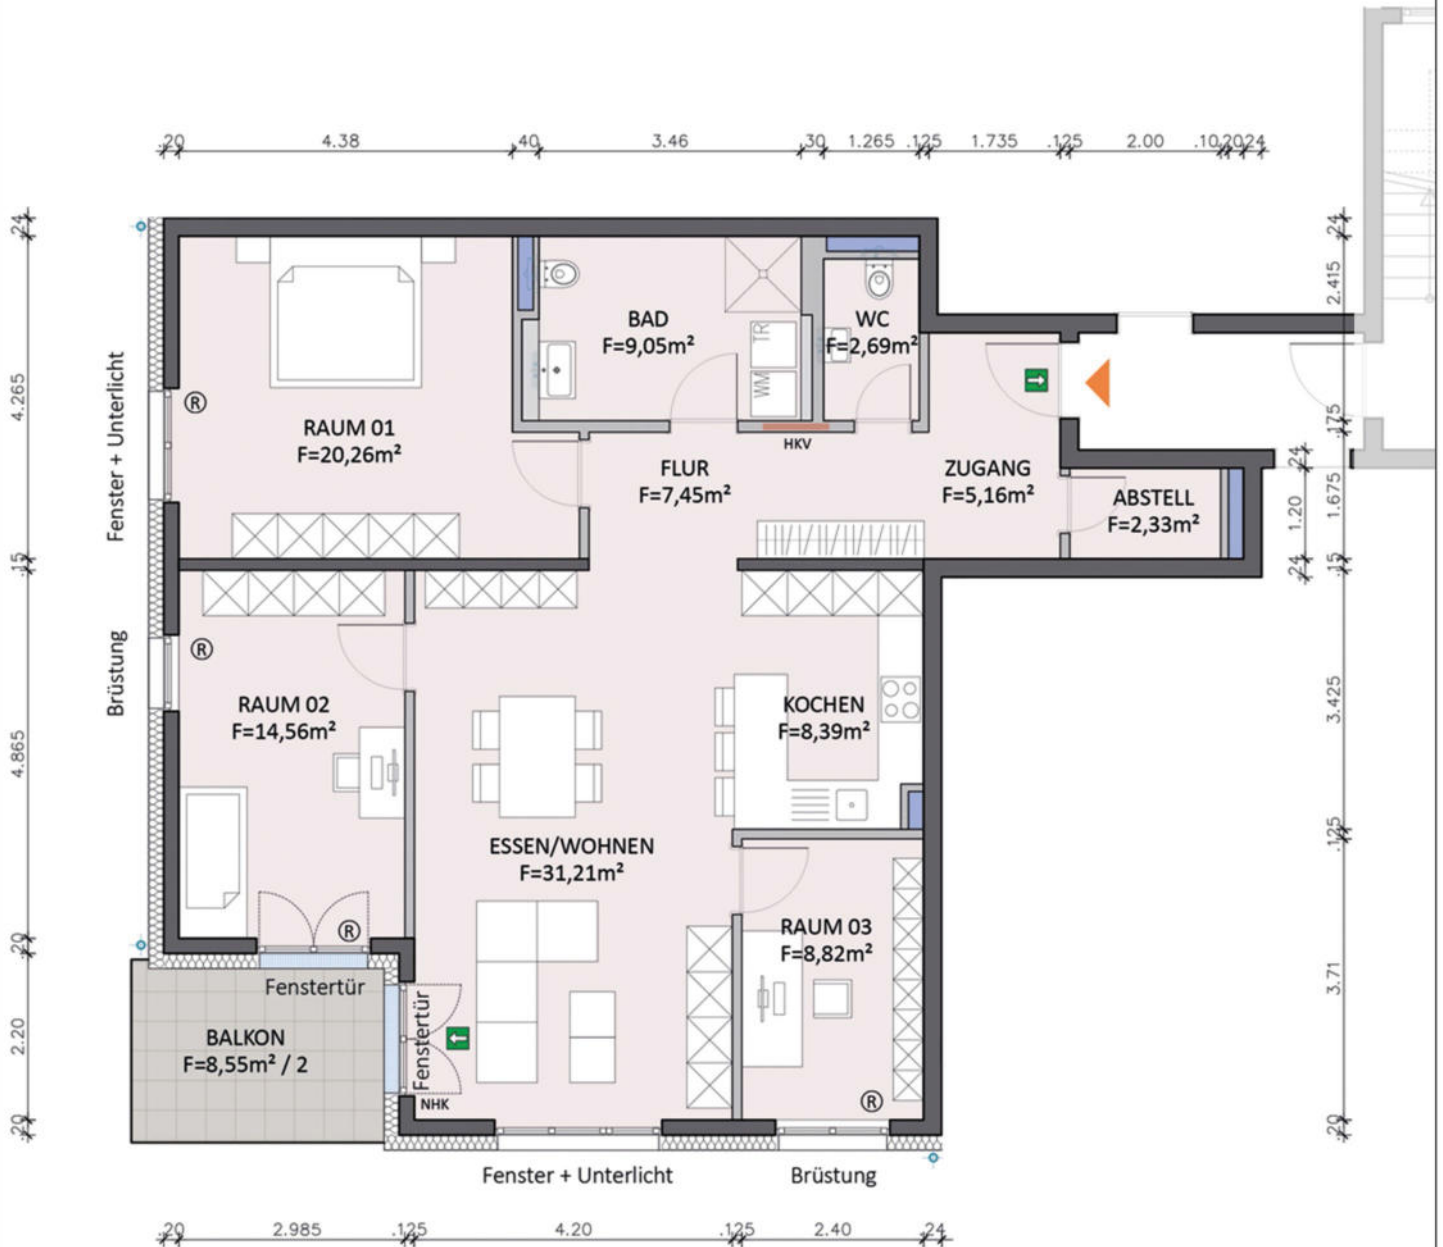 .20 4.38 .40 3.46 .30 1.265 .125 1.735 .125 2.00 .10 .20 .24
.24
2.415
4.265
.175
.24
1.20
1.675
.24
.15
.15
Fenster + Unterlicht
BAD
F=9,05m²
TR
WM
WC
F=2,69m²
R
RAUM 01
F=20,26m²
HKV
FLUR
F=7,45m²
ZUGANG
F=5,16m²
ABSTELL
F=2,33m²
Brüstung
R
RAUM 02
F=14,56m²
KOCHEN
F=8,39m²
3.425
4.865
ESSEN/WOHNEN
F=31,21m²
.125
RAUM 03
F=8,82m²
R
.20
3.71
Fenstertür
Fenstertür
BALKON
F=8,55m² / 2
2.20
NHK
R
.20
.20
Fenster + Unterlicht
Brüstung
.20 2.985 .125 4.20 .125 2.40 .24